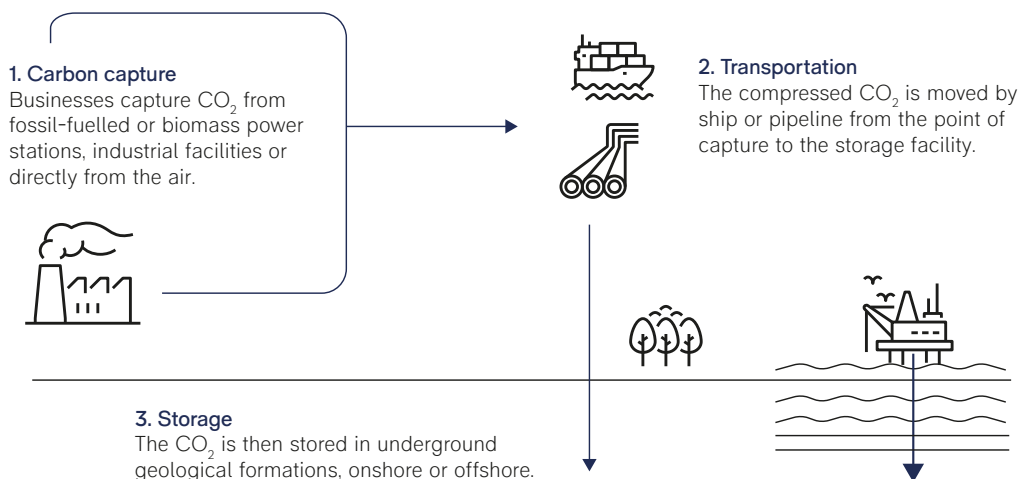 1. Carbon capture
Businesses capture CO₂ from
fossil-fuelled or biomass power
stations, industrial facilities or
directly from the air.
2. Transportation
The compressed CO₂ is moved by
ship or pipeline from the point of
capture to the storage facility.
3. Storage
The CO₂ is then stored in underground
geological formations, onshore or offshore.